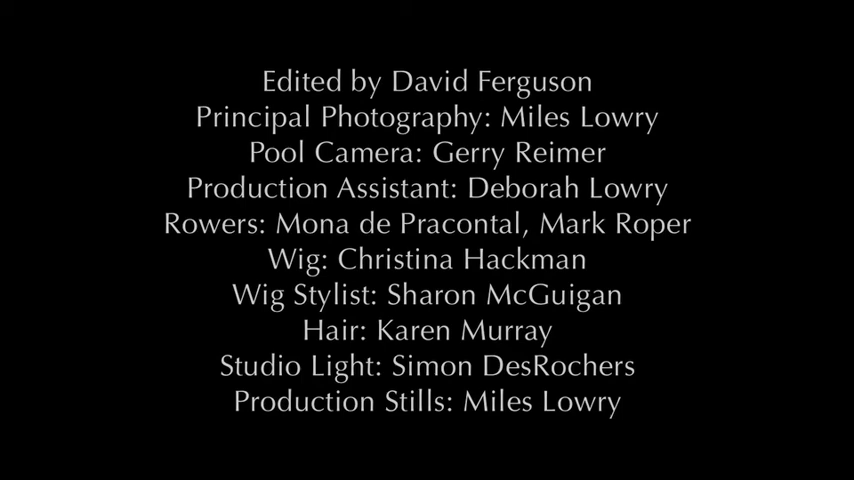 Edited by David Ferguson
Principal Photography: Miles Lowry
Pool Camera: Gerry Reimer
Production Assistant: Deborah Lowry
Rowers: Mona de Pracontal, Mark Roper
Wig: Christina Hackman
Wig Stylist: Sharon McGuigan
Hair: Karen Murray
Studio Light: Simon DesRochers
Production Stills: Miles Lowry